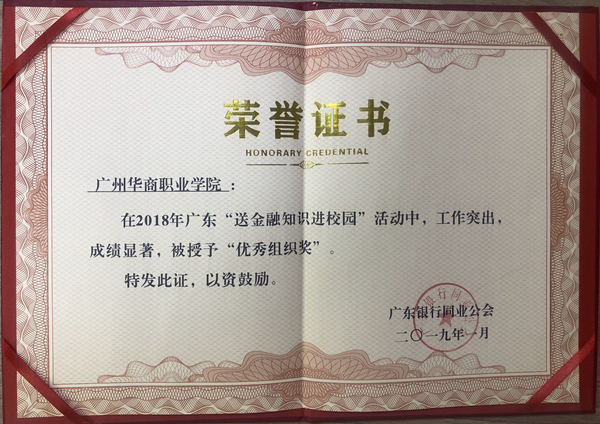 荣誉证书
HONORARY CREDENTIAL
广州华商职业学院：
在2018年广东“送金融知识进校园”活动中，工作突出，
成绩显著，被授予“优秀组织奖”。
特发此证，以资鼓励。
广东银行同业公会
二〇一九年一月